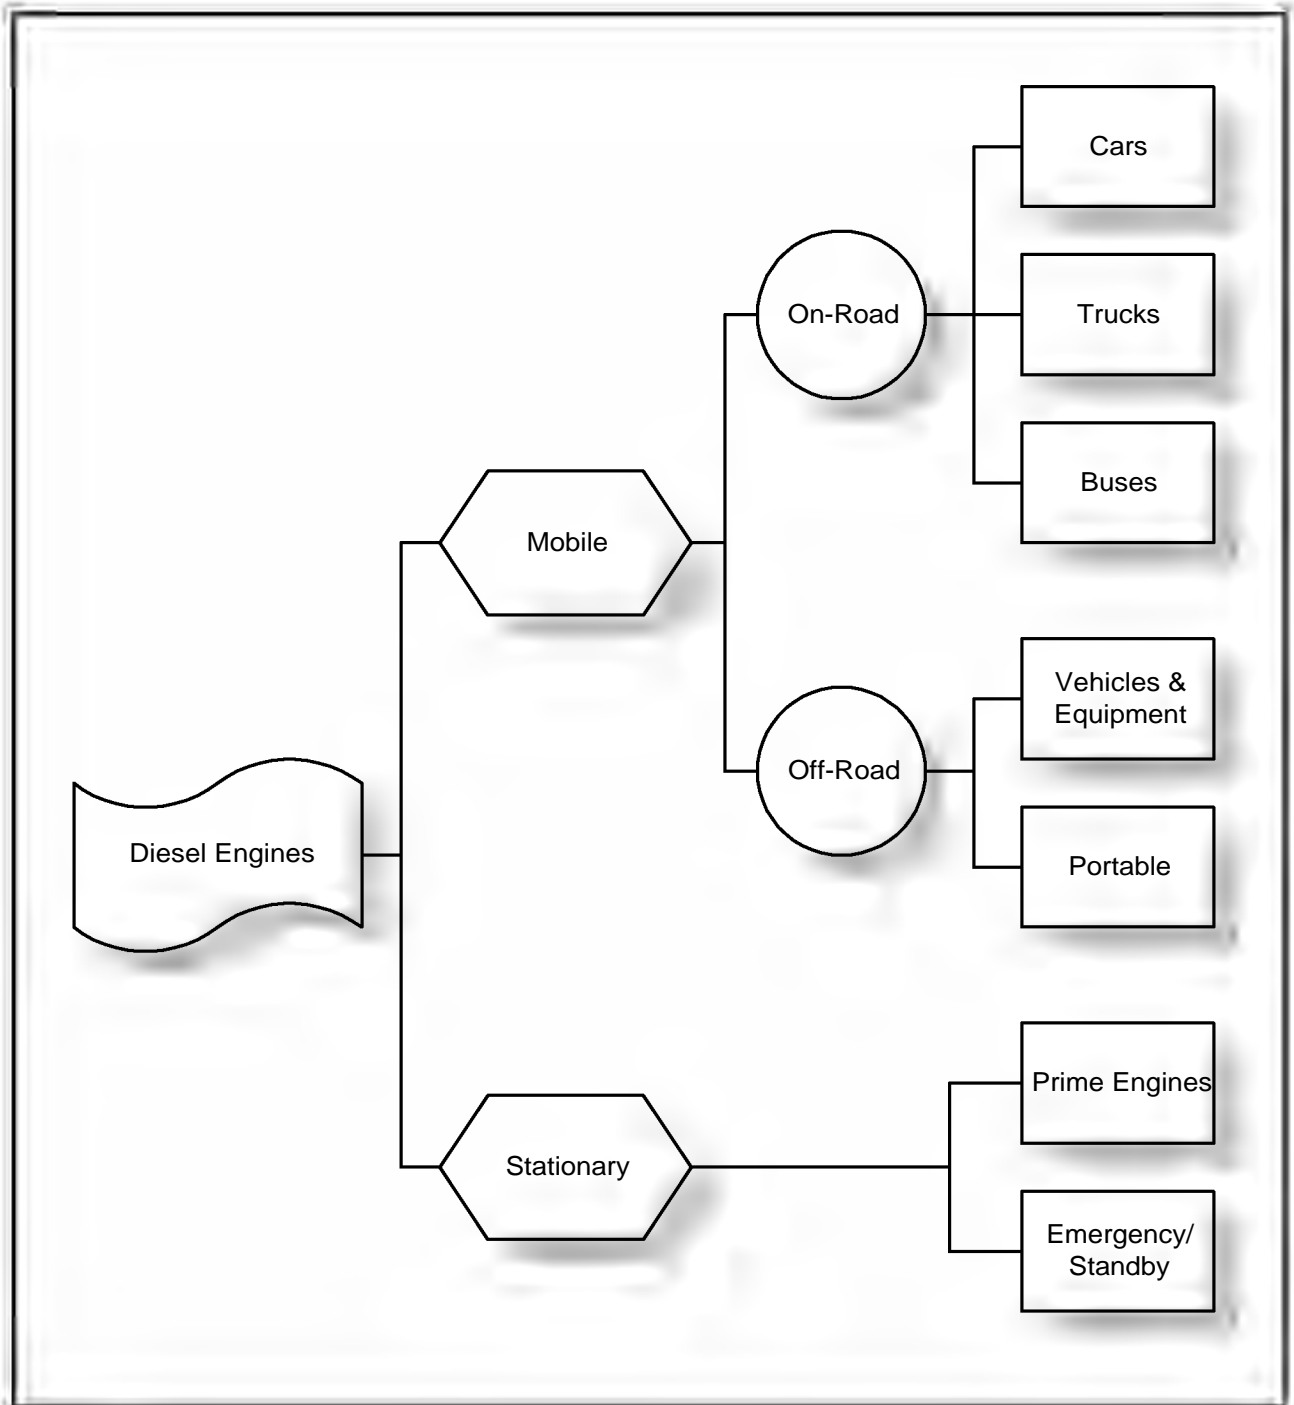 Cars
On-Road
Trucks
Buses
Mobile
Vehicles &
Equipment
Off-Road
Portable
Diesel Engines
Prime Engines
Stationary
Emergency/
Standby